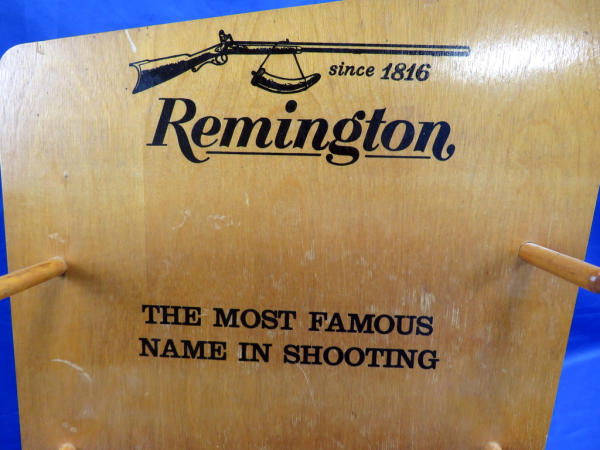 since 1816
Remington
THE MOST FAMOUS
NAME IN SHOOTING